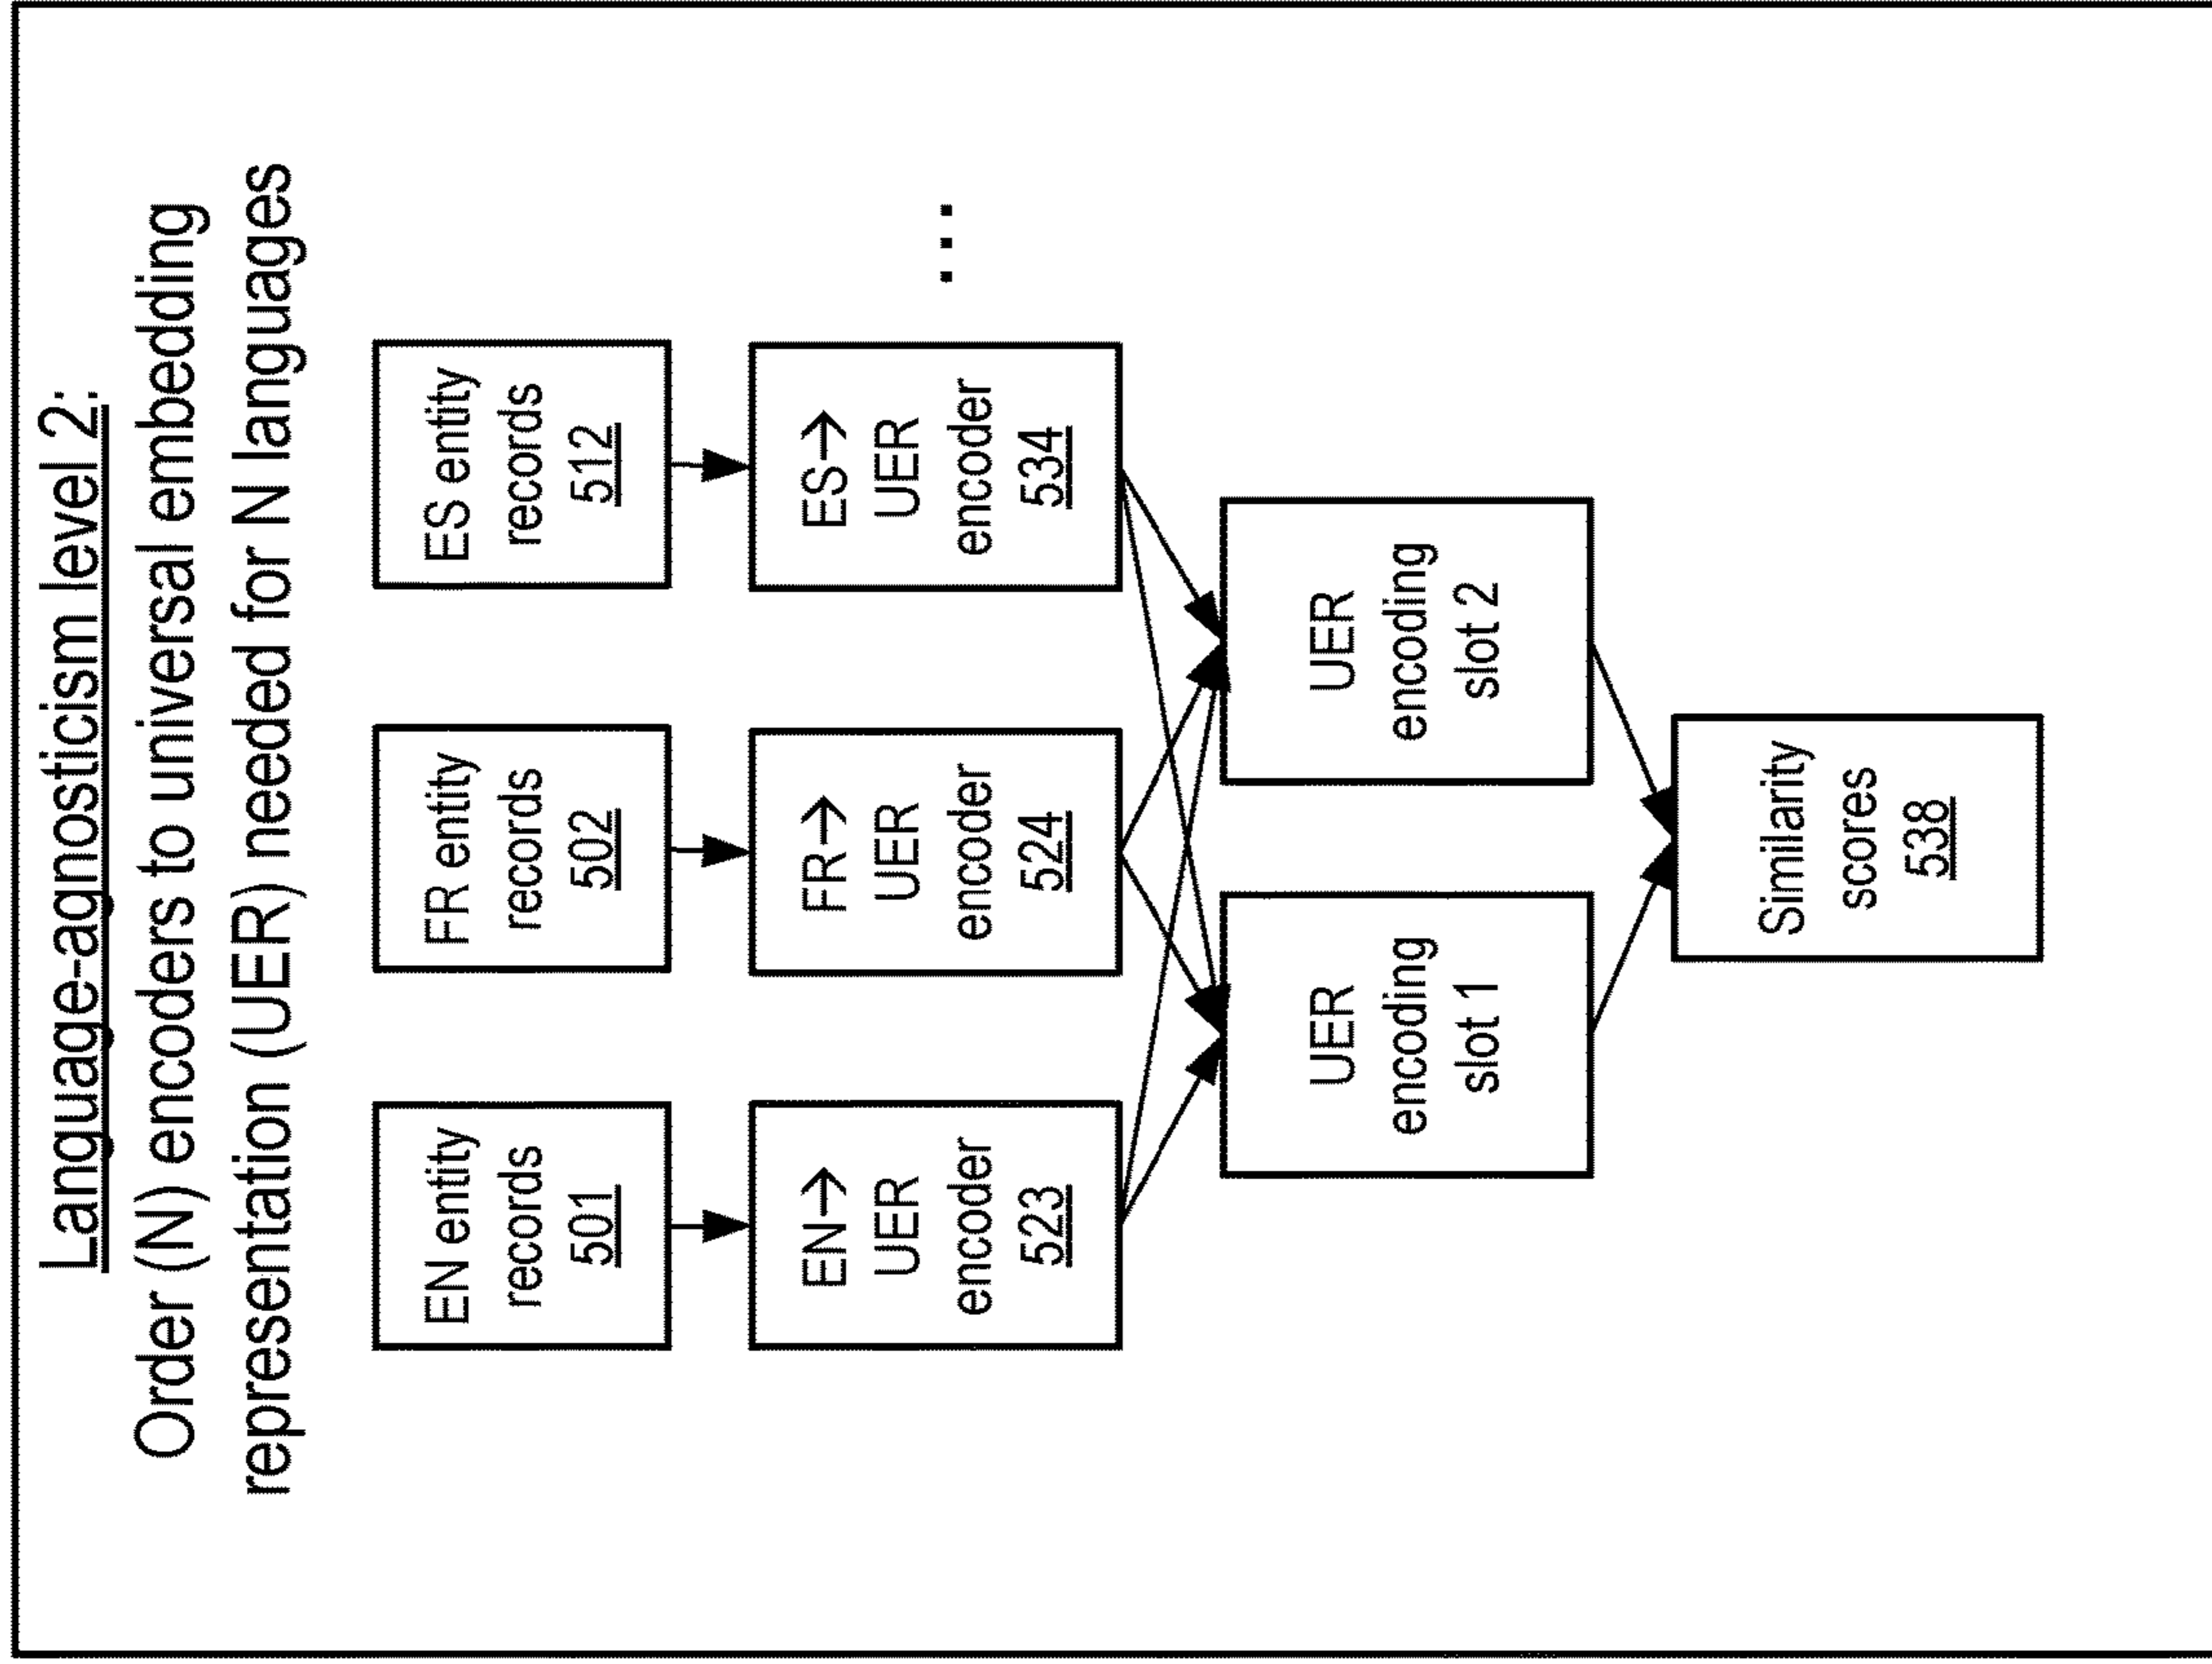 Language-agnosticism level 2:
Order (N) encoders to universal embedding
representation (UER) needed for N languages
EN entity
records
501
FR entity
records
502
ES entity
records
512
EN→
UER
encoder
523
FR→
UER
encoder
524
ES→
UER
encoder
534
...
UER
encoding
slot 1
UER
encoding
slot 2
Similarity
scores
538